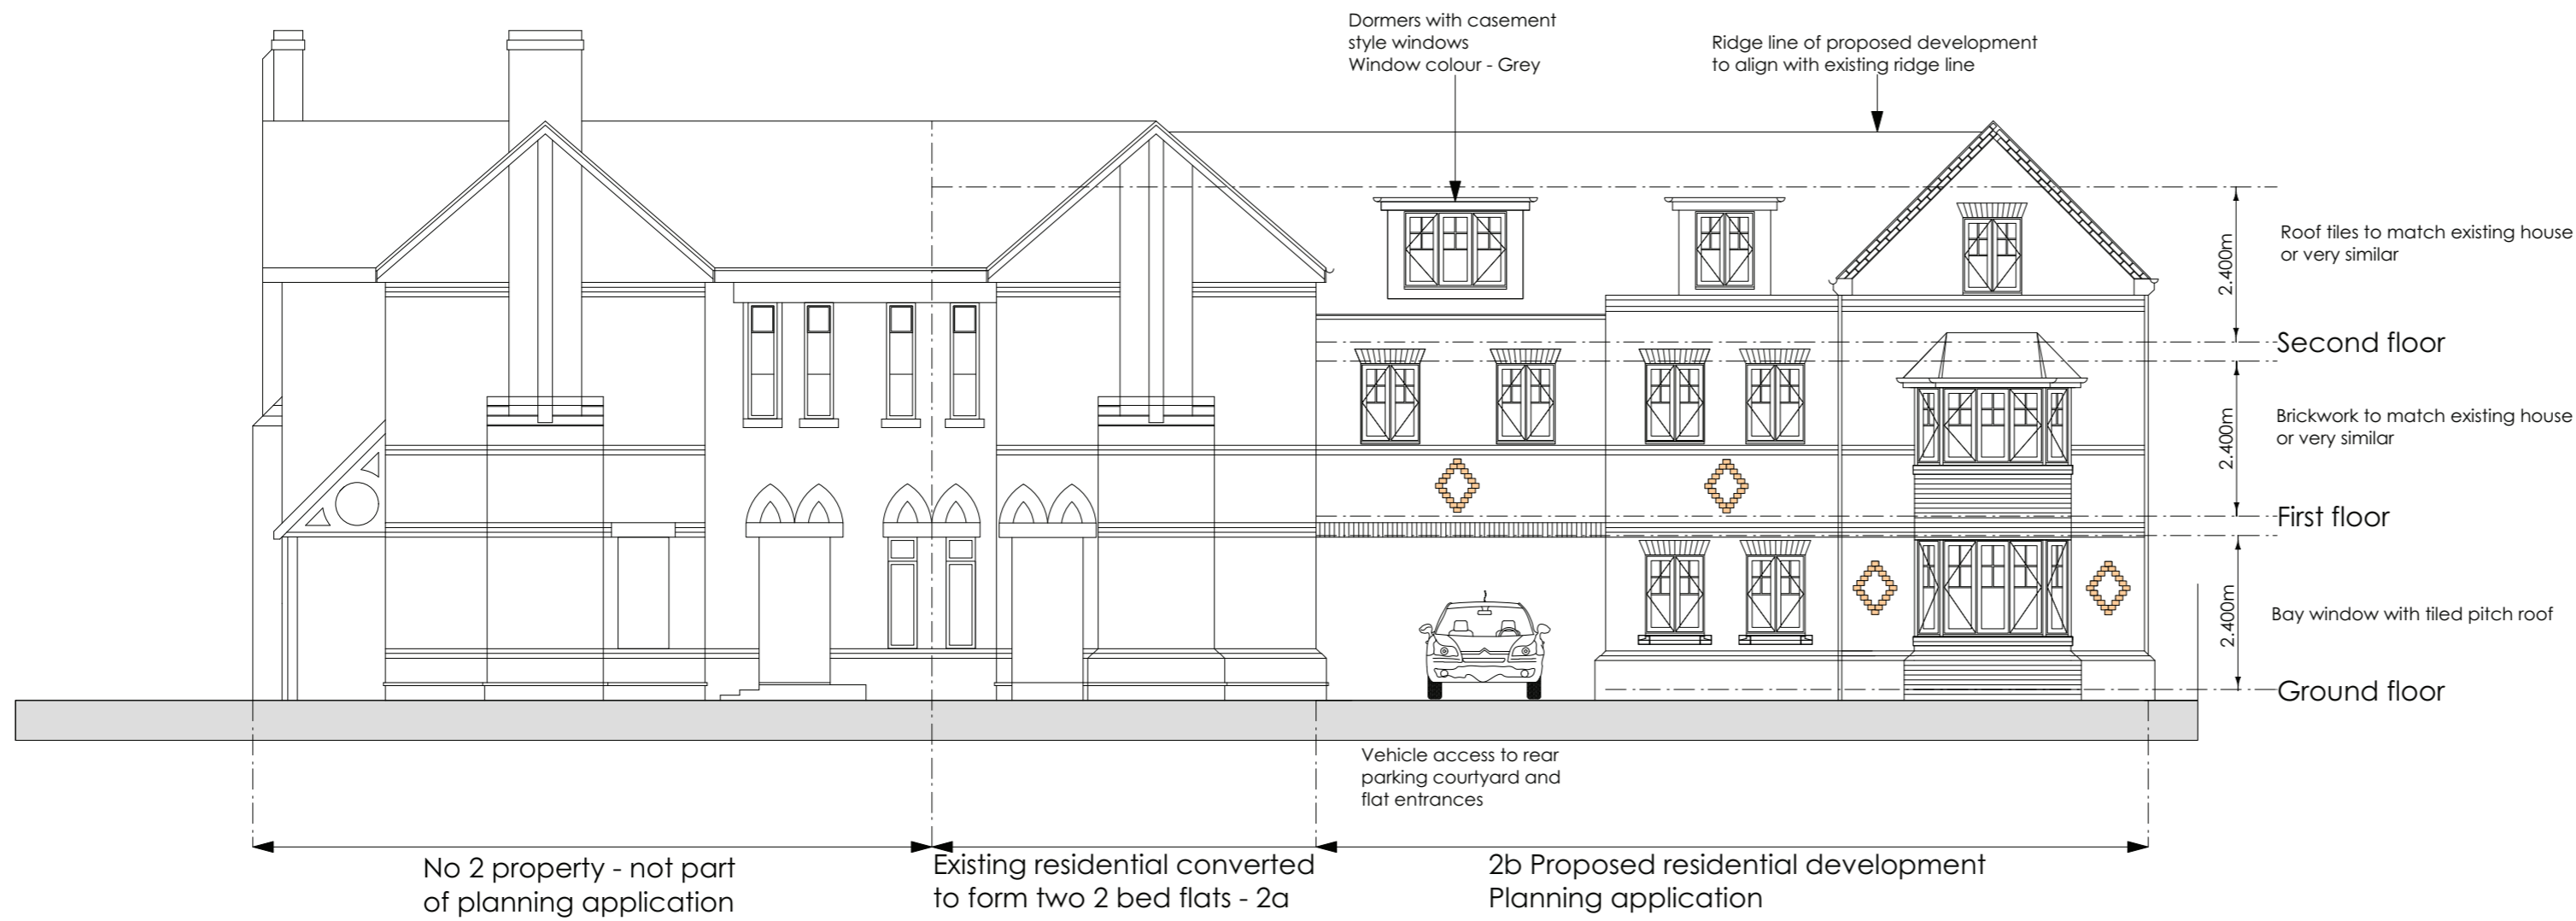 Dormers with casement
style windows
Window colour - Grey
Ridge line of proposed development
to align with existing ridge line
2.400m
Roof tiles to match existing house
or very similar
Second floor
2.400m
Brickwork to match existing house
or very similar
First floor
2.400m
Bay window with tiled pitch roof
Ground floor
Vehicle access to rear
parking courtyard and
flat entrances
No 2 property - not part
of planning application
Existing residential converted
to form two 2 bed flats - 2a
2b Proposed residential development
Planning application